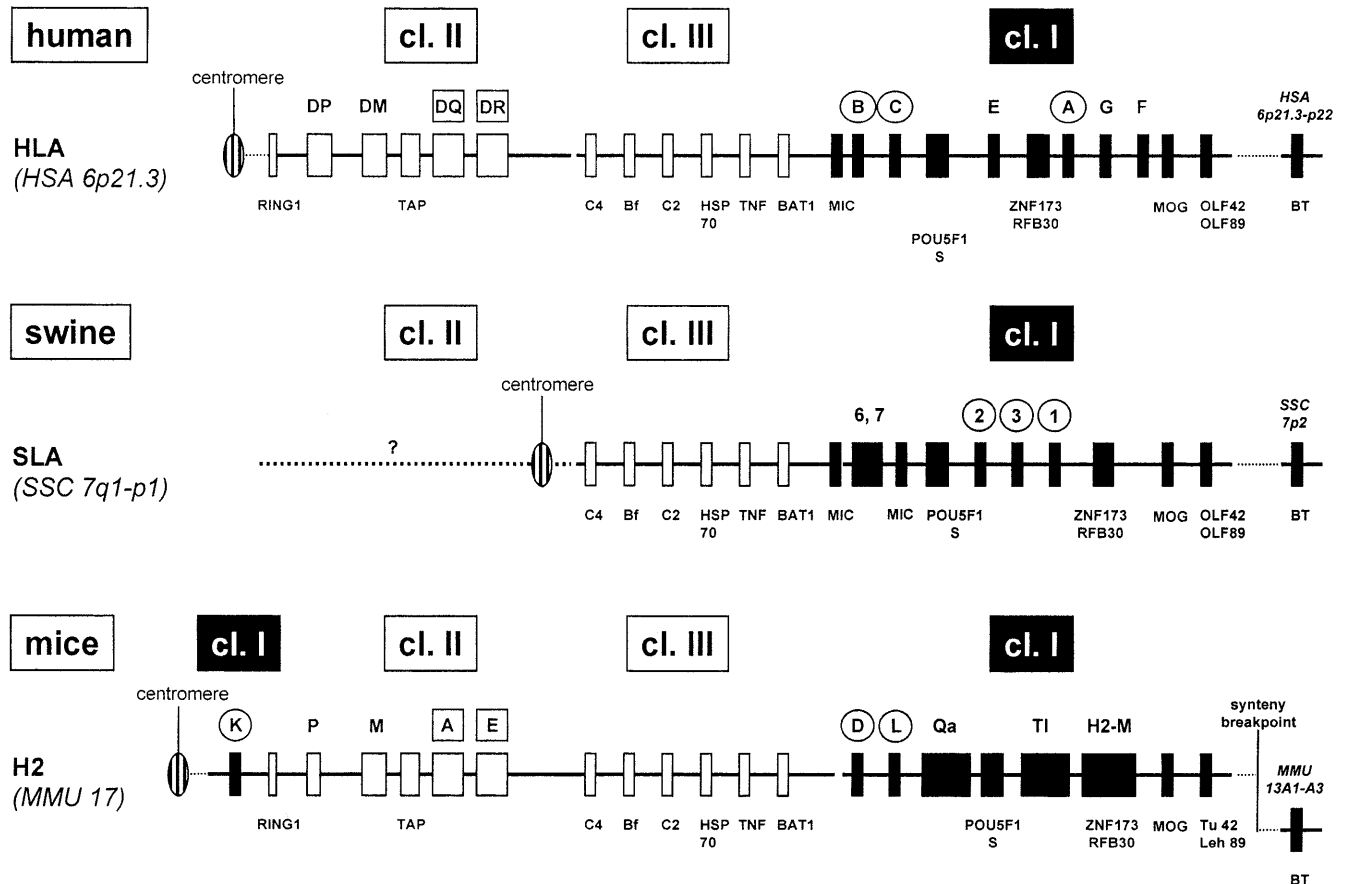 human cl. II cl. III cl. I
centromere
HSA
6p21.3-p22
DP DM DQ DR B C E A G F
HLA
(HSA 6p21.3)
RING1 TAP C4 Bf C2 HSP 70 TNF BAT1 MIC ZNF173 RFB30 MOG OLF42 OLF89 BT
POU5F1
S
swine cl. II cl. III cl. I
centromere
SSC
7p2
6, 7 2 3 1
?
SLA
(SSC 7q1-p1)
C4 Bf C2 HSP TNF BAT1 MIC MIC POU5F1 ZNF173 MOG OLF42 BT
70 S RFB30 OLF89
mice cl. I cl. II cl. III cl. I
centromere
synteny
breakpoint
K P M A E D L Qa Tl H2-M
H2
(MMU 17)
MMU
13A1-A3
RING1 TAP C4 Bf C2 HSP TNF BAT1 POU5F1 ZNF173 MOG Tu 42
70 S RFB30 Leh 89
BT